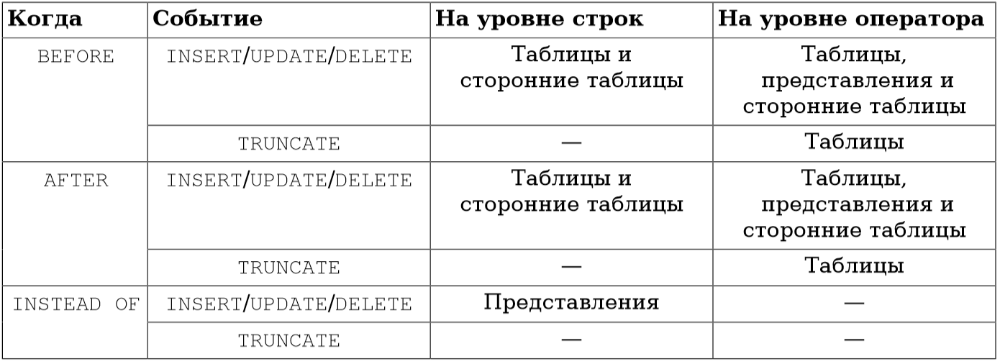 Когда Событие На уровне строк На уровне оператора
BEFORE INSERT/UPDATE/DELETE Таблицы и Таблицы,
сторонние таблицы представления и
сторонние таблицы
TRUNCATE — Таблицы
AFTER INSERT/UPDATE/DELETE Таблицы и Таблицы,
сторонние таблицы представления и
сторонние таблицы
TRUNCATE — Таблицы
INSTEAD OF INSERT/UPDATE/DELETE Представления —
TRUNCATE — —